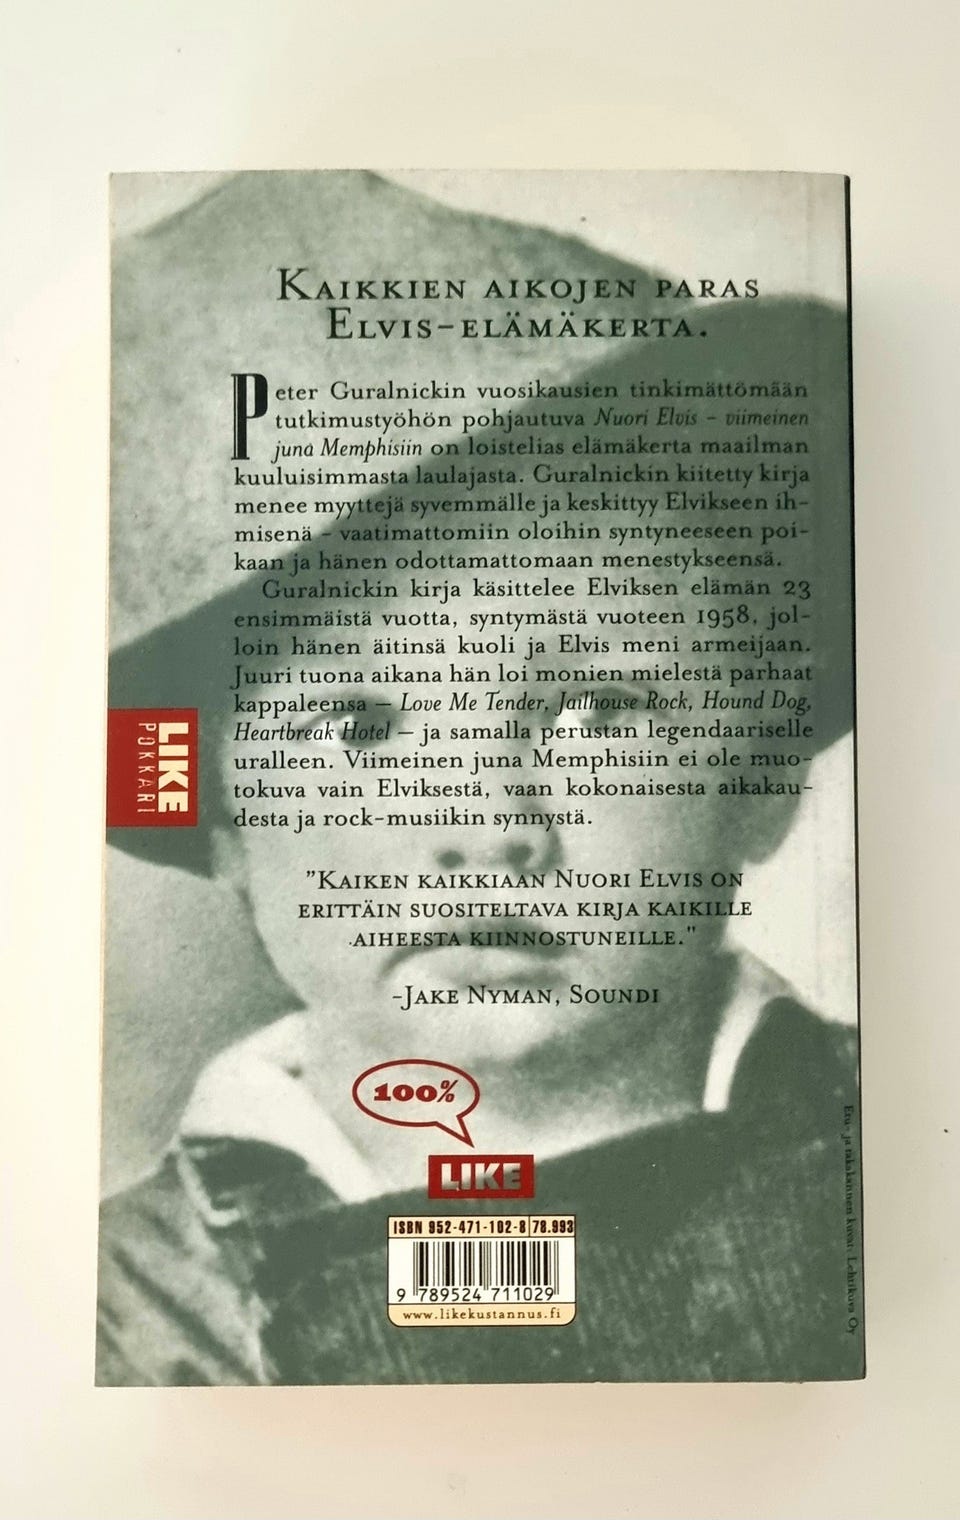 Kaikkien aikojen paras
Elvis-elämäkerta.
Peter Guralnickin vuosikausien tinkimättömään
tutkimustyöhön pohjautuva Nuori Elvis – viimeinen
juna Memphisiin on loistelias elämäkerta maailman
kuuluisimmasta laulajasta. Guralnickin kiitetty kirja
menee myyttejä syvemmälle ja keskittyy Elvikseen ih-
misenä – vaatimattomiin oloihin syntyneeseen poi-
kaan ja hänen odottamattomaan menestykseensä.
Guralnickin kirja käsittelee Elviksen elämän 23
ensimmäistä vuotta, syntymästä vuoteen 1958, jol-
loin hänen äitinsä kuoli ja Elvis meni armeijaan.
Juuri tuona aikana hän loi monien mielestä parhaat
kappaleensa – Love Me Tender, Jailhouse Rock, Hound Dog,
Heartbreak Hotel – ja samalla perustan legendaariselle
uralleen. Viimeinen juna Memphisiin ei ole muo-
tokuva vain Elviksestä, vaan kokonaisesta aikakau-
desta ja rock-musiikin synnystä.
LIKE
POKKARI
"Kaiken kaikkiaan Nuori Elvis on
erittäin suositeltava kirja kaikille
aiheesta kiinnostuneille."
-Jake Nyman, Soundi
100%
LIKE
ISBN 952-471-102-8 78.993
9 789524 711029
www.likekustannus.fi
Etu- ja takakannen kuvat: Lehtikuva Oy